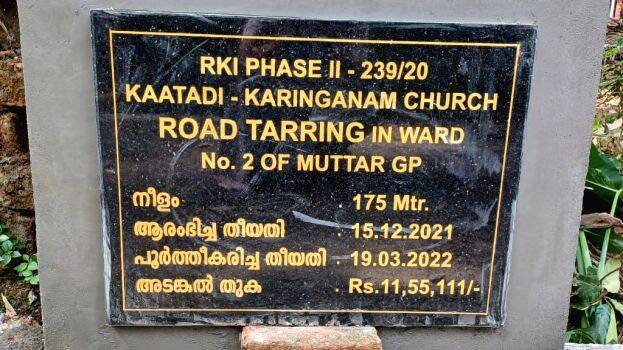 RKI PHASE II - 239/20
KAATADI - KARINGANAM CHURCH
ROAD TARRING IN WARD
No. 2 OF MUTTAR GP
നീളം . 175 Mtr.
ആരംഭിച്ച തീയതി . 15.12.2021
പൂർത്തീകരിച്ച തീയതി . 19.03.2022
അടങ്കൽ തുക . Rs.11,55,111/-